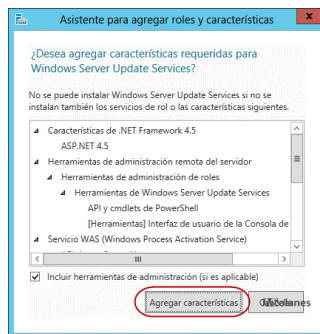 Asistente para agregar roles y características
x
¿Desea agregar características requeridas para
Windows Server Update Services?
No se puede instalar Windows Server Update Services si no se
instalan también los servicios de rol o las características siguientes.
Características de .NET Framework 4.5
ASP.NET 4.5
Herramientas de administración remota del servidor
Herramientas de administración de roles
Herramientas de Windows Server Update Services
API y cmdlets de PowerShell
[Herramientas] Interfaz de usuario de la Consola de
Servicio WAS (Windows Process Activation Service)
Incluir herramientas de administración (si es aplicable)
Agregar características